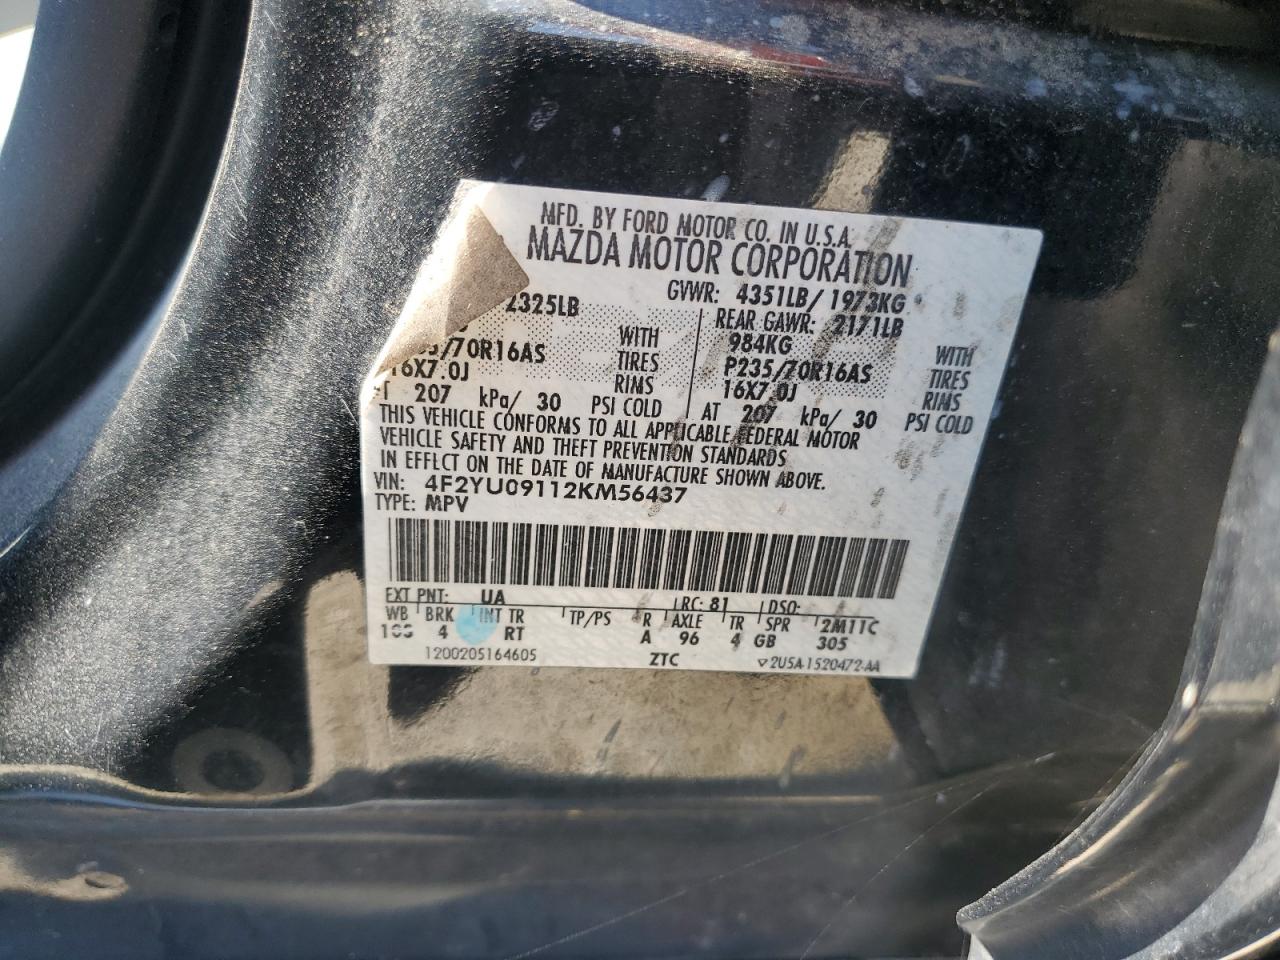 MFD. BY FORD MOTOR CO. IN U.S.A.
MAZDA MOTOR CORPORATION
GVWR: 4351LB/ 1973KG
2325LB REAR GAWR: 2171LB
WITH 984KG WITH
/70R16AS TIRES P235/70R16AS TIRES
16X7.0J RIMS 16X7.0J RIMS
207 kPa/ 30 PSI COLD AT 207 kPa/ 30 PSI COLD
THIS VEHICLE CONFORMS TO ALL APPLICABLE FEDERAL MOTOR
VEHICLE SAFETY AND THEFT PREVENTION STANDARDS
IN EFFECT ON THE DATE OF MANUFACTURE SHOWN ABOVE.
VIN: 4F2YU09112KM56437
TYPE: MPV
EXT PNT: UA RC: 81 DSO:
WB BRK INT TR TP/PS R AXLE TR SPR 2M11C
4 RT A 96 4 GB 305
1200205164605 ZTC 2U5A-1520472-AA